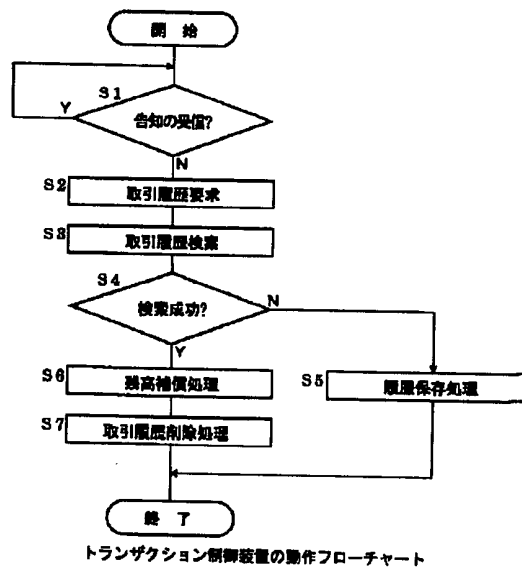 開 始
S1
告知の受信?
Y
N
S2
取引履歴要求
S3
取引履歴検索
S4
検索成功?
N
Y
S6
残高補償処理
S5
履歴保存処理
S7
取引履歴削除処理
終 了
トランザクション制御装置の動作フローチャート